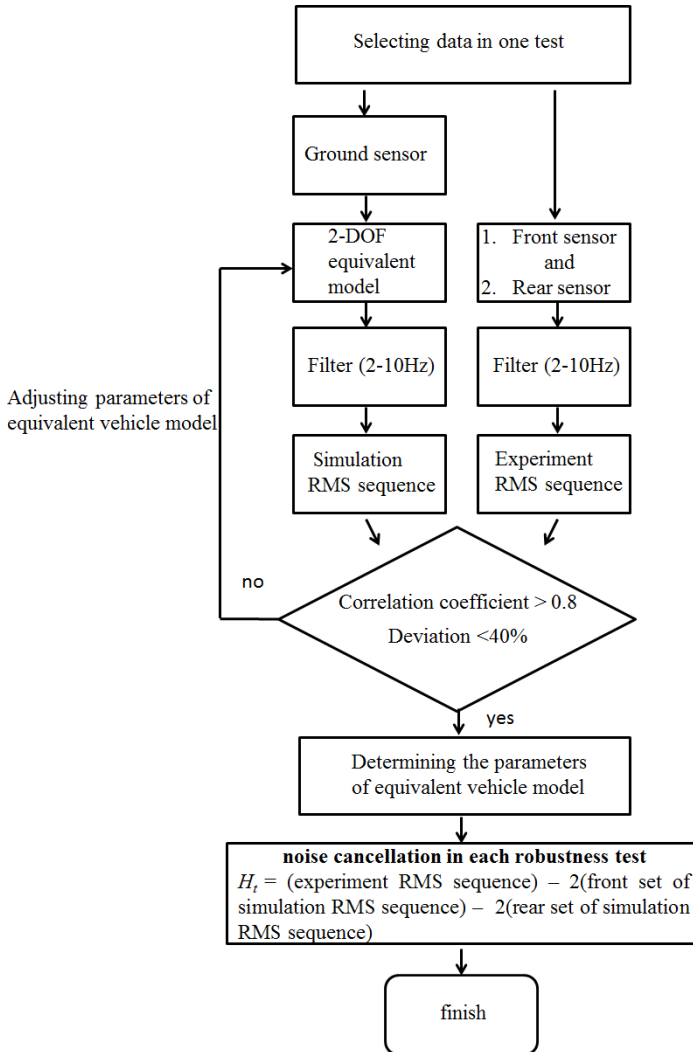 Selecting data in one test
Ground sensor
2-DOF
equivalent
model
1. Front sensor
and
2. Rear sensor
Filter (2-10Hz)
Filter (2-10Hz)
Adjusting parameters of
equivalent vehicle model
Simulation
RMS sequence
Experiment
RMS sequence
no
Correlation coefficient > 0.8
Deviation <40%
yes
Determining the parameters
of equivalent vehicle model
noise cancellation in each robustness test
Hₜ = (experiment RMS sequence) – 2(front set of
simulation RMS sequence) – 2(rear set of simulation
RMS sequence)
finish